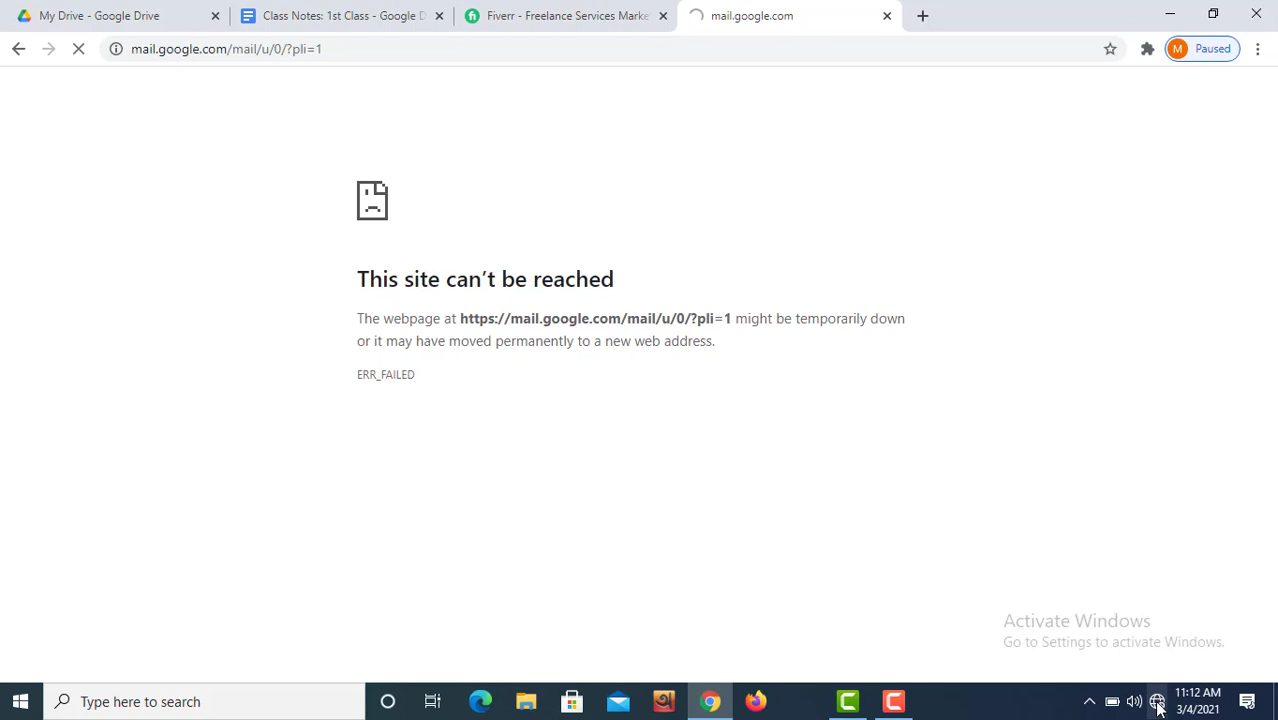 My Drive - Google Drive
Class Notes: 1st Class - Google D
Fiverr - Freelance Services Marke
mail.google.com
mail.google.com/mail/u/0/?pli=1
M
Paused
This site can't be reached
The webpage at https://mail.google.com/mail/u/0/?pli=1 might be temporarily down
or it may have moved permanently to a new web address.
ERR_FAILED
Activate Windows
Go to Settings to activate Windows.
Type here to search
11:12 AM
3/4/2021